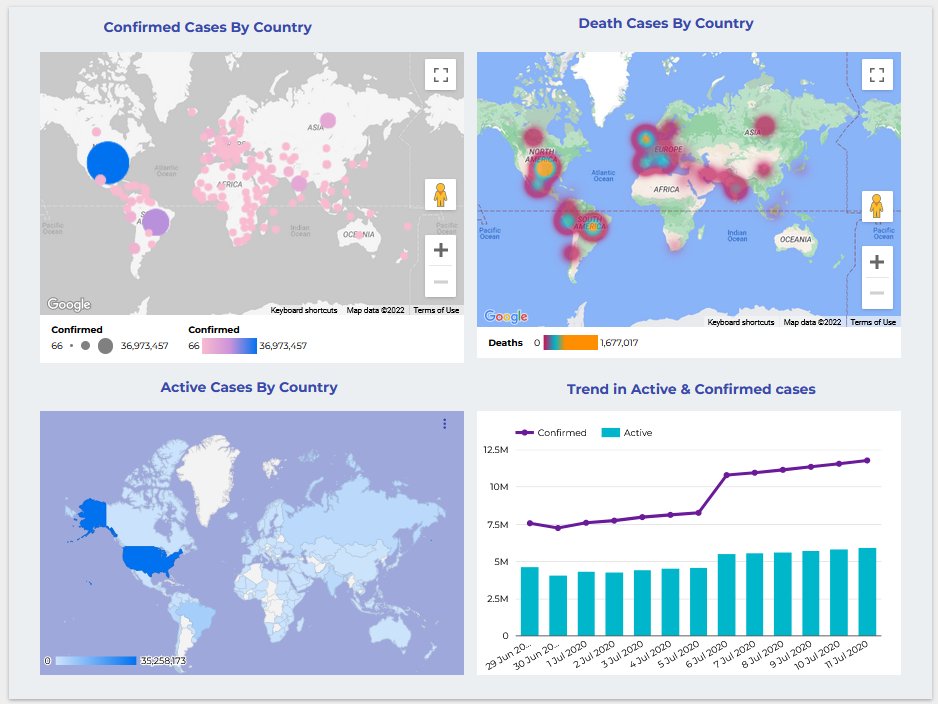 Confirmed Cases By Country
Death Cases By Country
ASIA
Atlantic
Ocean
AFRICA
Pacific
Ocean
Indian
Ocean
OCEANIA
Pacific
Ocean
Google
Keyboard shortcuts Map data ©2022 Terms of Use
Confirmed
66 36,973,457
Confirmed
66 36,973,457
NORTH
AMERICA
EUROPE
ASIA
Atlantic
Ocean
AFRICA
SOUTH
AMERICA
Pacific
Ocean
Indian
Ocean
OCEANIA
Pacific
Ocean
Google
Keyboard shortcuts Map data ©2022 Terms of Use
Deaths 0 1,677,017
Active Cases By Country
0 35,258,173
Trend in Active & Confirmed cases
Confirmed Active
12.5M
10M
7.5M
5M
2.5M
0
29 Jun 20...
30 Jun 20...
1 Jul 2020
2 Jul 2020
3 Jul 2020
4 Jul 2020
5 Jul 2020
6 Jul 2020
7 Jul 2020
8 Jul 2020
9 Jul 2020
10 Jul 2020
11 Jul 2020